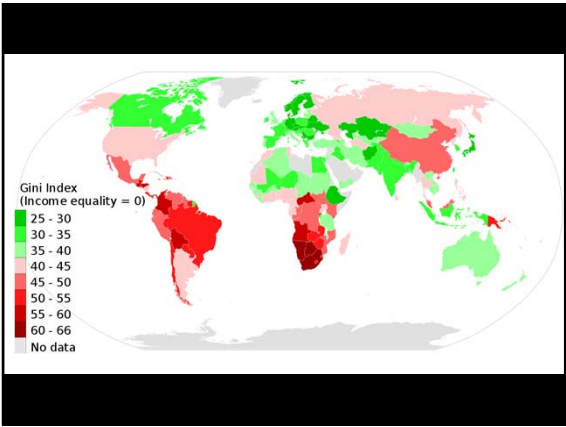 Gini Index
(Income equality = 0)
25 - 30
30 - 35
35 - 40
40 - 45
45 - 50
50 - 55
55 - 60
60 - 66
No data